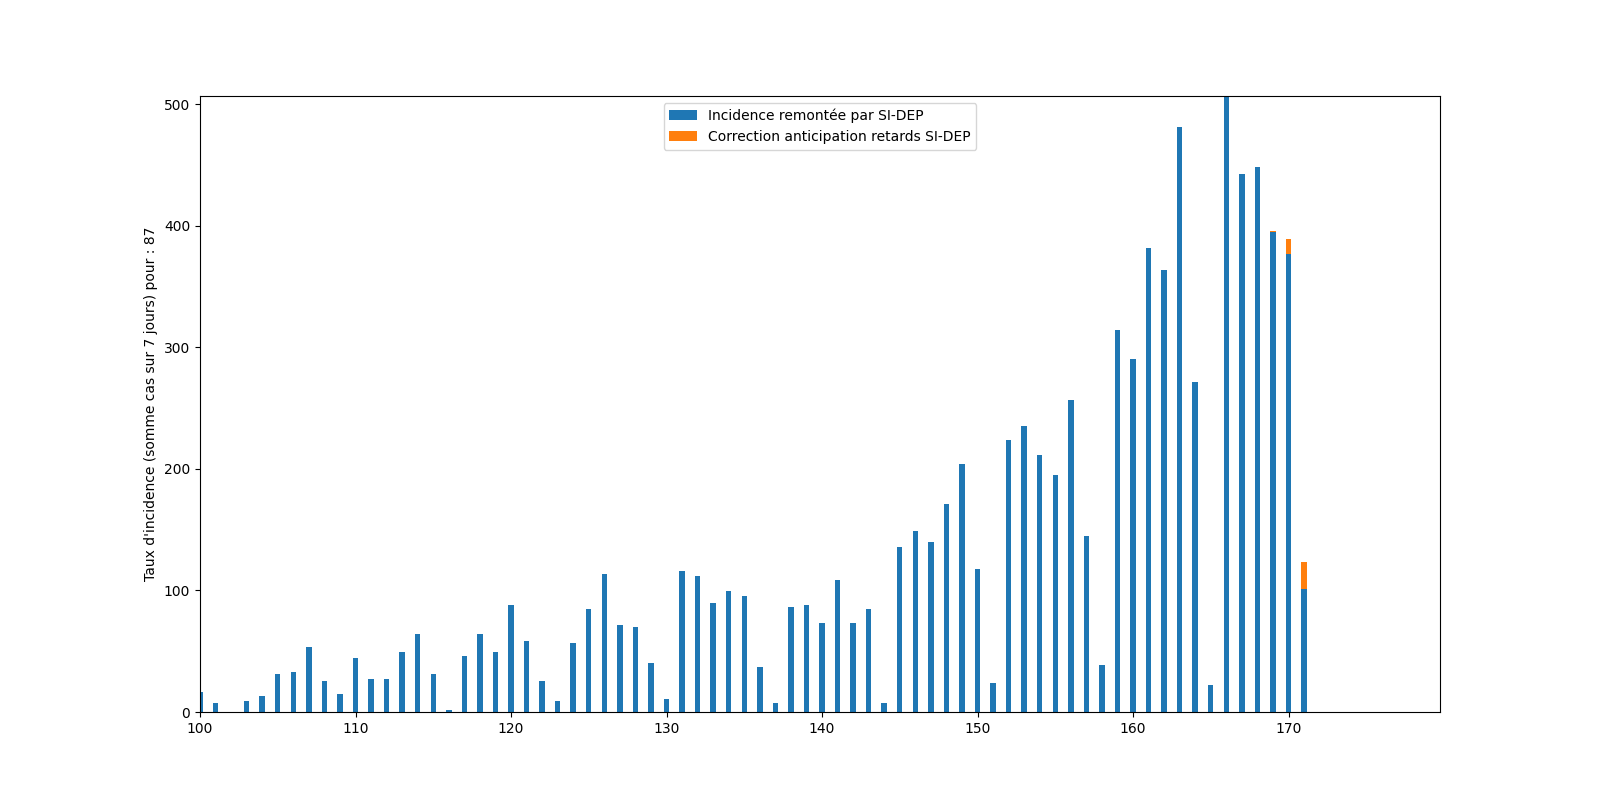 Incidence remontée par SI-DEP
Correction anticipation retards SI-DEP
Taux d'incidence (somme cas sur 7 jours) pour : 87
500
400
300
200
100
0
100 110 120 130 140 150 160 170